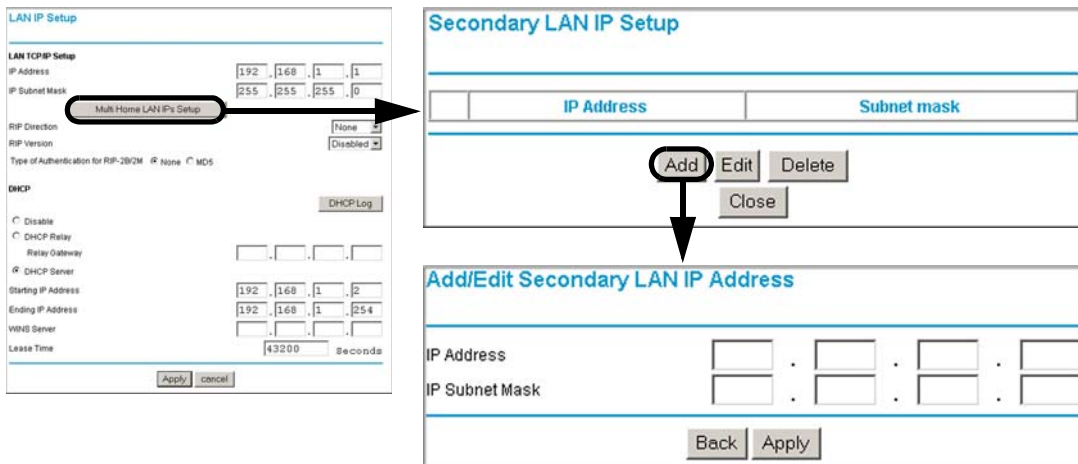 LAN IP Setup
LAN TCP/IP Setup
IP Address 192 . 168 . 1 . 1
IP Subnet Mask 255 . 255 . 255 . 0
Multi Home LAN IPs Setup
RIP Direction None
RIP Version Disabled
Type of Authentication for RIP-2B/2M None MD5
DHCP
DHCP Log
Disable
DHCP Relay
Relay Gateway . . .
DHCP Server
Starting IP Address 192 . 168 . 1 . 2
Ending IP Address 192 . 168 . 1 . 254
WINS Server . . .
Lease Time 43200 Seconds
Apply cancel
Secondary LAN IP Setup
IP Address Subnet mask
Add Edit Delete
Close
Add/Edit Secondary LAN IP Address
IP Address . . .
IP Subnet Mask . . .
Back Apply